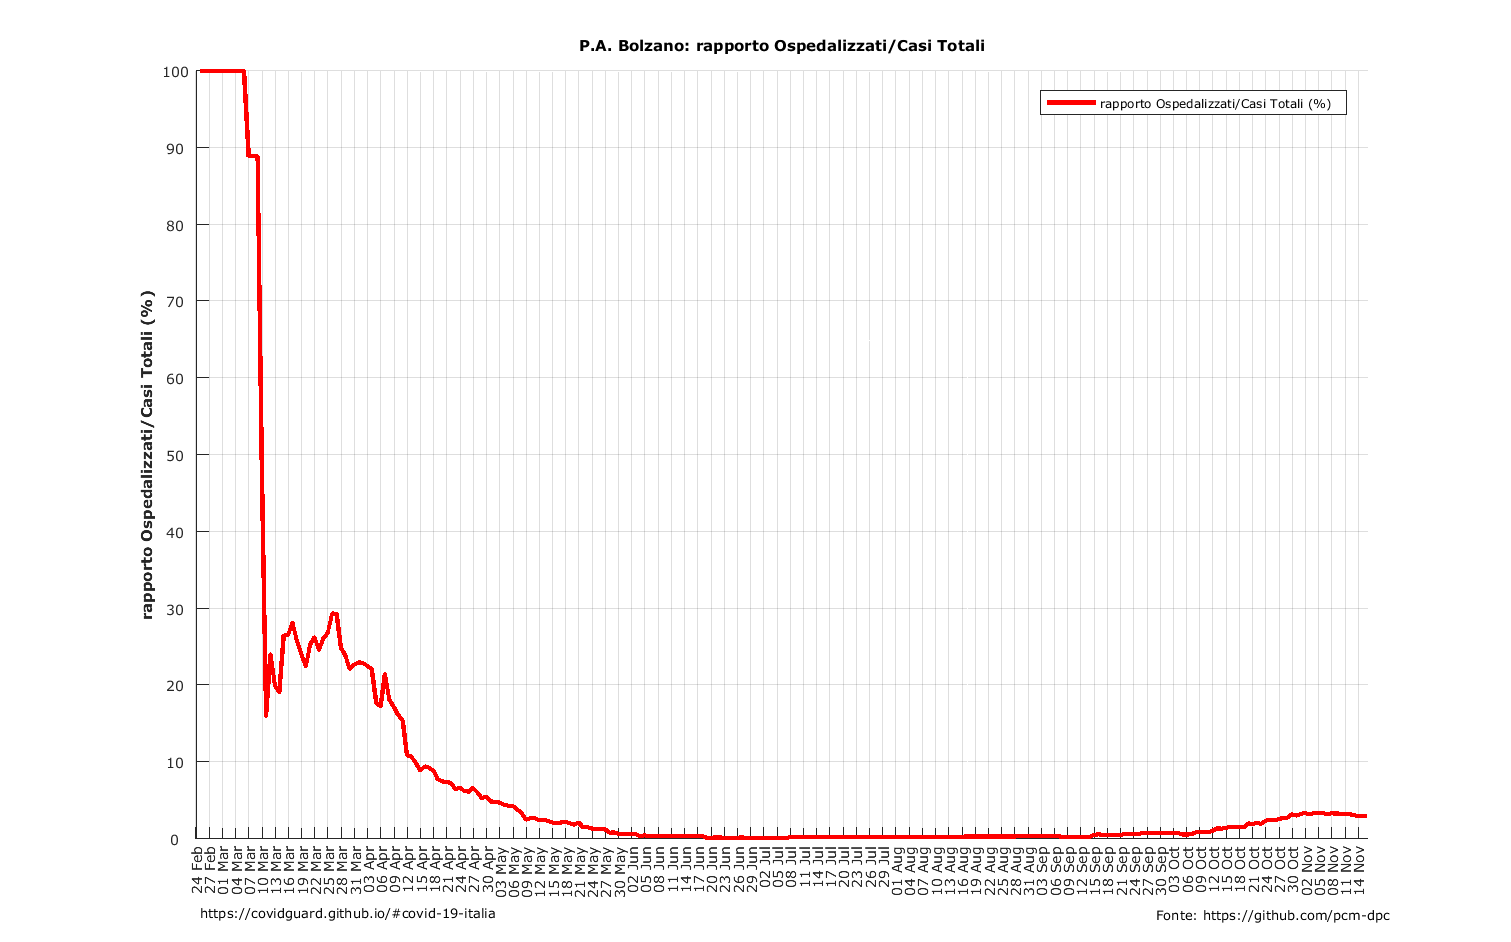 P.A. Bolzano: rapporto Ospedalizzati/Casi Totali
rapporto Ospedalizzati/Casi Totali (%)
rapporto Ospedalizzati/Casi Totali (%)
100
90
80
70
60
50
40
30
20
10
0
24 Feb
27 Feb
01 Mar
04 Mar
07 Mar
10 Mar
13 Mar
16 Mar
19 Mar
22 Mar
25 Mar
28 Mar
31 Mar
03 Apr
06 Apr
09 Apr
12 Apr
15 Apr
18 Apr
21 Apr
24 Apr
27 Apr
30 Apr
03 May
06 May
09 May
12 May
15 May
18 May
21 May
24 May
27 May
30 May
02 Jun
05 Jun
08 Jun
11 Jun
14 Jun
17 Jun
20 Jun
23 Jun
26 Jun
29 Jun
02 Jul
05 Jul
08 Jul
11 Jul
14 Jul
17 Jul
20 Jul
23 Jul
26 Jul
29 Jul
01 Aug
04 Aug
07 Aug
10 Aug
13 Aug
16 Aug
19 Aug
22 Aug
25 Aug
28 Aug
31 Aug
03 Sep
06 Sep
09 Sep
12 Sep
15 Sep
18 Sep
21 Sep
24 Sep
27 Sep
30 Sep
03 Oct
06 Oct
09 Oct
12 Oct
15 Oct
18 Oct
21 Oct
24 Oct
27 Oct
30 Oct
02 Nov
05 Nov
08 Nov
11 Nov
14 Nov
https://covidguard.github.io/#covid-19-italia
Fonte: https://github.com/pcm-dpc